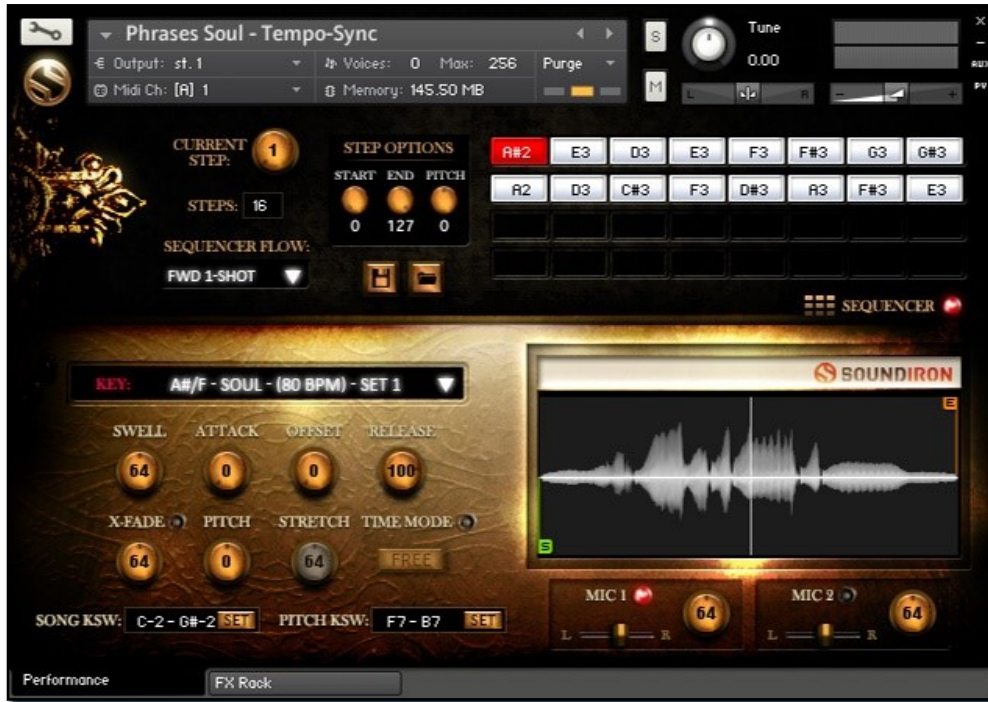 Phrases Soul - Tempo-Sync
Output: st. 1 Voices: 0 Max: 256 Purge
Midi Ch: [A] 1 Memory: 145.50 MB
S
M
Tune
0.00
L R
- +
×
–
AUX
PV
CURRENT STEP: 1
STEPS: 16
SEQUENCER FLOW:
FWD 1-SHOT
STEP OPTIONS
START END PITCH
0 127 0
A#2 E3 D3 E3 F3 F#3 G3 G#3
A2 D3 C#3 F3 D#3 A3 F#3 E3
SEQUENCER
KEY: A#/F - SOUL - (80 BPM) - SET 1
SWELL ATTACK OFFSET RELEASE
64 0 0 100
X-FADE PITCH STRETCH TIME MODE
64 0 64 FREE
SONG KSW: C-2 - G#-2 SET PITCH KSW: F7 - B7 SET
SOUNDIRON
E
S
MIC 1 64
L R
MIC 2 64
L R
Performance FX Rack